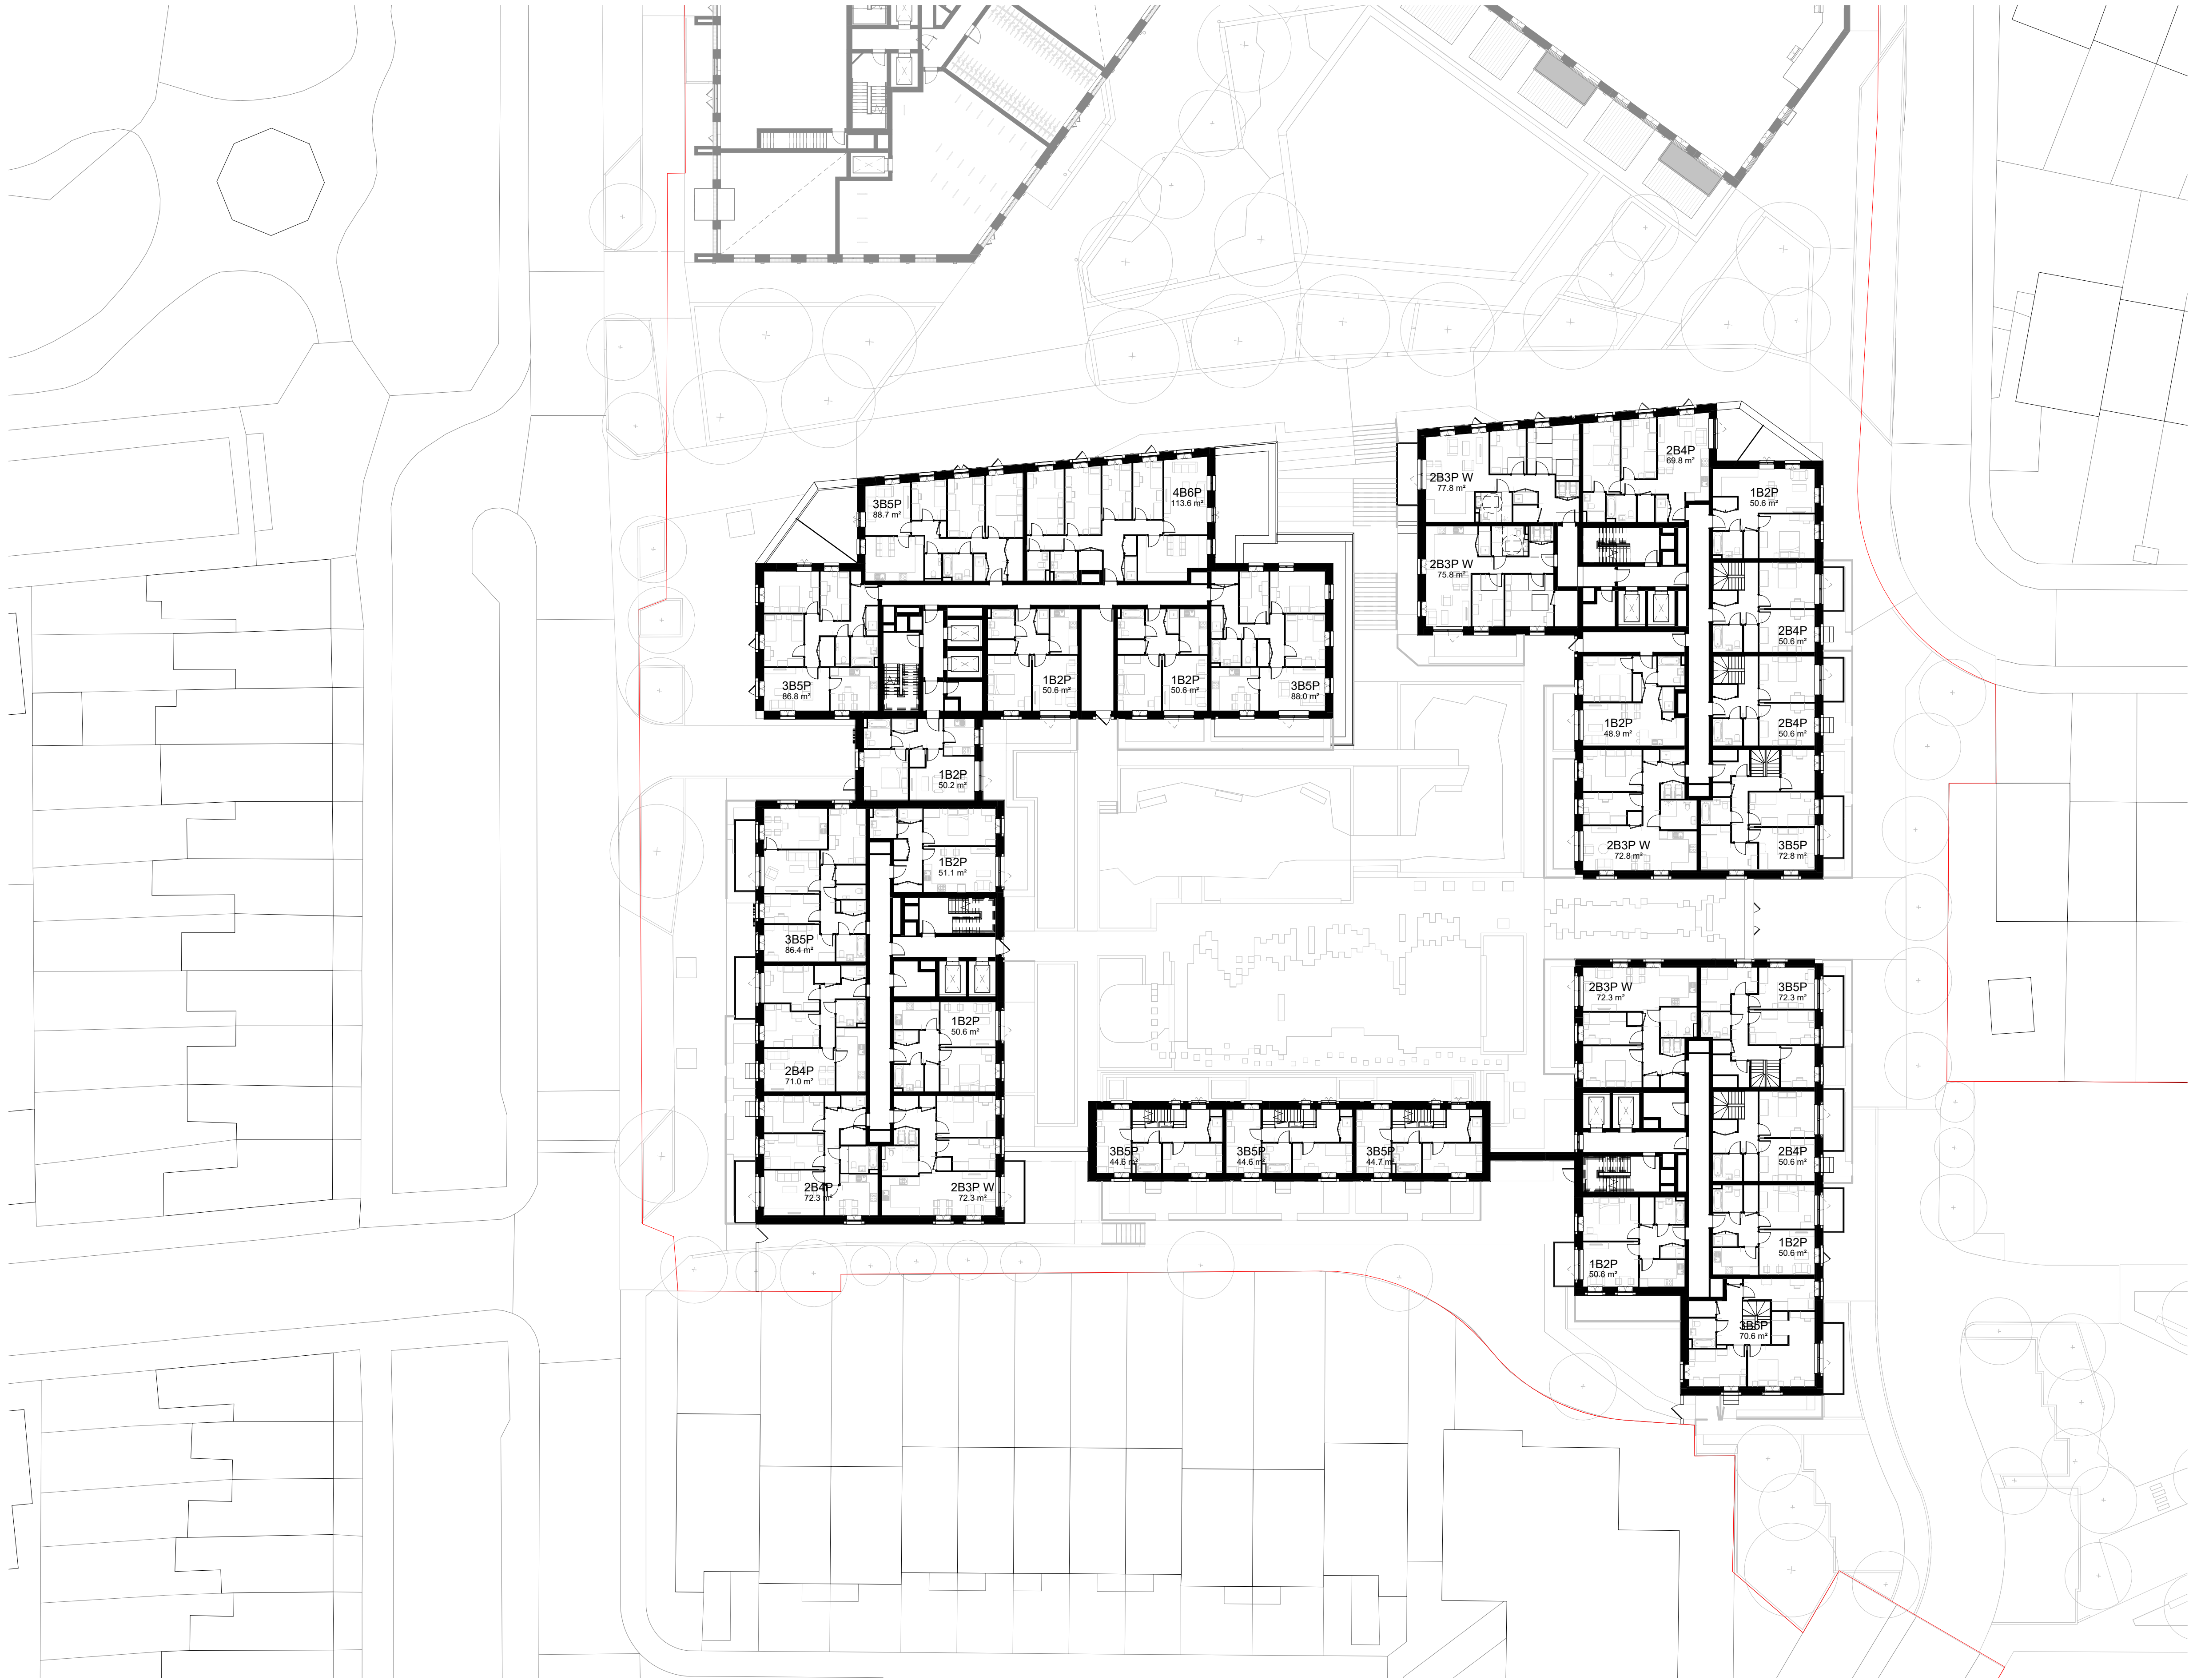 2B4P
69.8 m²
2B3P W
77.8 m²
4B6P
113.6 m²
1B2P
50.6 m²
3B5P
88.7 m²
2B3P W
75.8 m²
2B4P
50.6 m²
3B5P
86.8 m²
1B2P
50.6 m²
1B2P
50.6 m²
3B5P
88.0 m²
1B2P
48.9 m²
2B4P
50.6 m²
1B2P
50.2 m²
1B2P
51.1 m²
2B3P W
72.8 m²
3B5P
72.8 m²
3B5P
86.4 m²
2B3P W
72.3 m²
3B5P
72.3 m²
1B2P
50.6 m²
2B4P
71.0 m²
3B5P
44.6 m²
3B5P
44.6 m²
3B5P
44.7 m²
2B4P
50.6 m²
2B4P
72.3 m²
2B3P W
72.3 m²
1B2P
50.6 m²
1B2P
50.6 m²
3B5P
70.6 m²